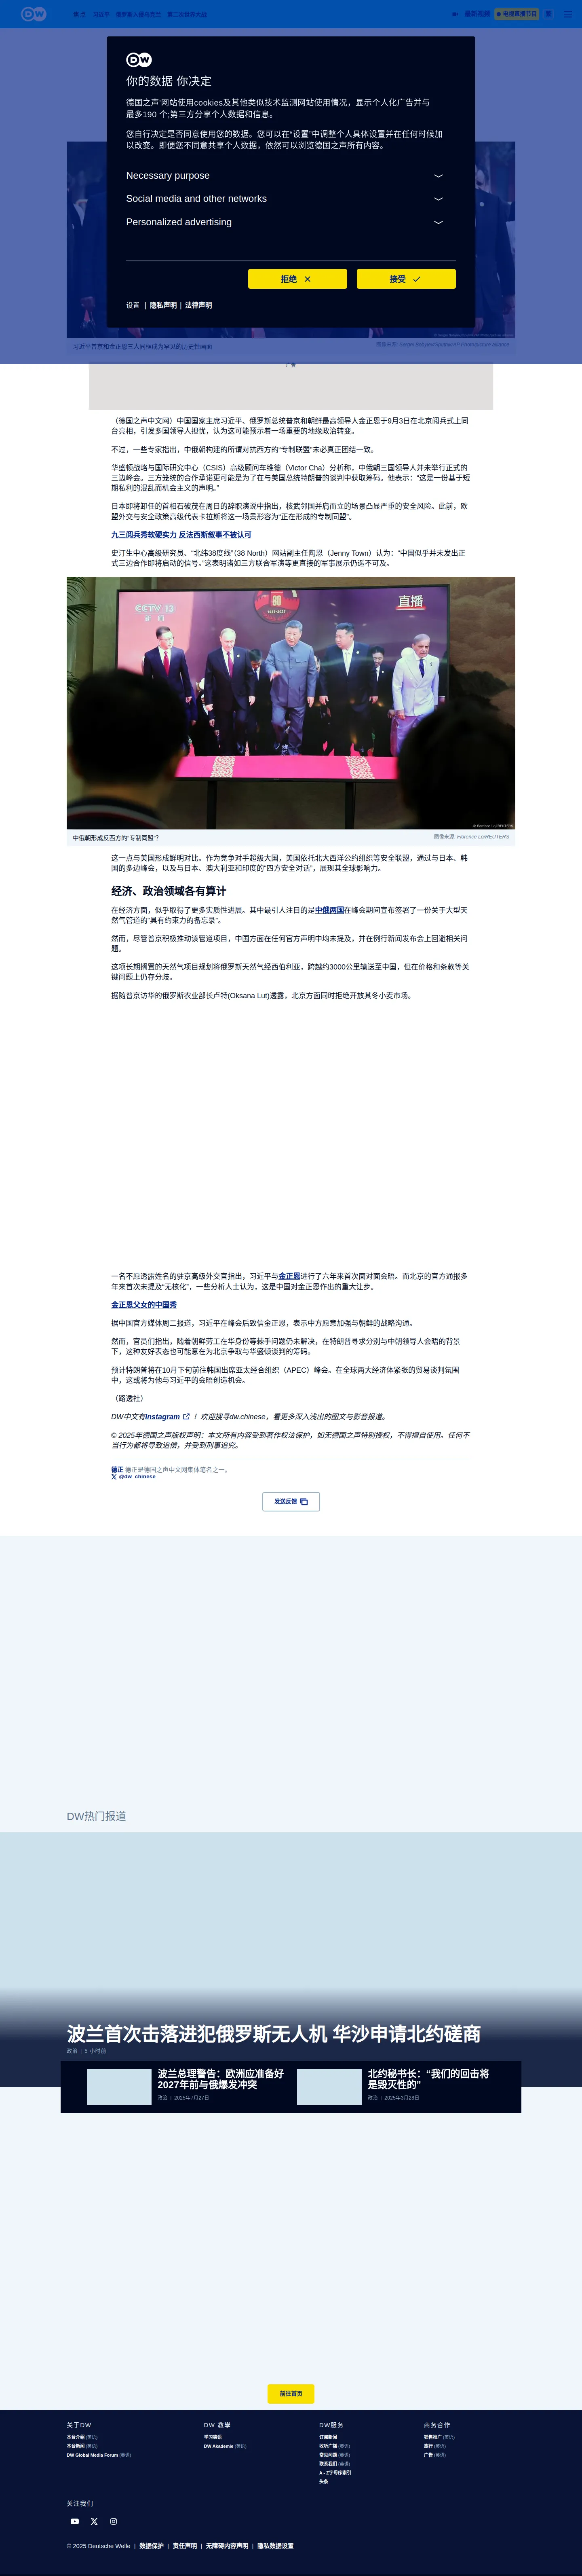 DW
习近平
俄罗斯入侵乌克兰
第二次世界大战
最新视频
电视直播节目
DW
你的数据 你决定
德国之声˙网站使用cookies及其他类似技术监测网站使用情况，显示个人化广告并与
最多190 个;第三方分享个人数据和信息。
您自行决定是否同意使用您的数据。您可以在“设置”中调整个人具体设置并在任何时候加
以改变。即便您不同意共享个人数据，依然可以浏览德国之声所有内容。
Necessary purpose
Social media and other networks
Personalized advertising
拒绝
接受
设置 | 隐私声明 | 法律声明
习近平普京和金正恩三人同框成为罕见的历史性画面
广告
（德国之声中文网）中国国家主席习近平、俄罗斯总统普京和朝鲜最高领导人金正恩于9月3日在北京阅兵式上同
台亮相，引发多国领导人担忧，认为这可能预示着一场重要的地缘政治转变。
不过，一些专家指出，中俄朝构建的所谓对抗西方的“专制联盟”未必真正团结一致。
华盛顿战略与国际研究中心（CSIS）高级顾问车维德（Victor Cha）分析称，中俄朝三国领导人并未举行正式的
三边峰会。三方笼统的合作承诺更可能是为了在与美国总统特朗普的谈判中获取筹码。他表示：“这是一份基于短
期私利的混乱而机会主义的声明。”
日本即将卸任的首相石破茂在周日的辞职演说中指出，核武邻国并肩而立的场景凸显严重的安全风险。此前，欧
盟外交与安全政策高级代表卡拉斯将这一场景形容为“正在形成的专制同盟”。
九三阅兵秀软硬实力 反法西斯叙事不被认可
史汀生中心高级研究员、“北纬38度线”（38 North）网站副主任陶恩（Jenny Town）认为：“中国似乎并未发出正
式三边合作即将启动的信号。”这表明诸如三方联合军演等更直接的军事展示仍遥不可及。
CCTV 13
80
直播
© Florence Lo/REUTERS
中俄朝形成反西方的“专制同盟”？
图像来源: Florence Lo/REUTERS
这一点与美国形成鲜明对比。作为竞争对手超级大国，美国依托北大西洋公约组织等安全联盟，通过与日本、韩
国的多边峰会，以及与日本、澳大利亚和印度的“四方安全对话”，展现其全球影响力。
经济、政治领域各有算计
在经济方面，似乎取得了更多实质性进展。其中最引人注目的是中俄两国在峰会期间宣布签署了一份关于大型天
然气管道的“具有约束力的备忘录”。
然而，尽管普京积极推动该管道项目，中国方面在任何官方声明中均未提及，并在例行新闻发布会上回避相关问
题。
这项长期搁置的天然气项目规划将俄罗斯天然气经西伯利亚，跨越约3000公里输送至中国，但在价格和条款等关
键问题上仍存分歧。
据随普京访华的俄罗斯农业部长卢特(Oksana Lut)透露，北京方面同时拒绝开放其冬小麦市场。
一名不愿透露姓名的驻京高级外交官指出，习近平与金正恩进行了六年来首次面对面会晤。而北京的官方通报多
年来首次未提及“无核化”，一些分析人士认为，这是中国对金正恩作出的重大让步。
金正恩父女的中国秀
据中国官方媒体周二报道，习近平在峰会后致信金正恩，表示中方愿意加强与朝鲜的战略沟通。
然而，官员们指出，随着朝鲜劳工在华身份等棘手问题仍未解决，在特朗普寻求分别与中朝领导人会晤的背景
下，这种友好表态也可能意在为北京争取与华盛顿谈判的筹码。
预计特朗普将在10月下旬前往韩国出席亚太经合组织（APEC）峰会。在全球两大经济体紧张的贸易谈判氛围
中，这或将为他与习近平的会晤创造机会。
（路透社）
DW中文有Instagram ！欢迎搜寻dw.chinese，看更多深入浅出的图文与影音报道。
© 2025年德国之声版权声明：本文所有内容受到著作权法保护，如无德国之声特别授权，不得擅自使用。任何不
当行为都将导致追偿，并受到刑事追究。
德正 德正是德国之声中文网集体笔名之一。
@dw_chinese
发送反馈
DW热门报道
波兰首次击落进犯俄罗斯无人机 华沙申请北约磋商
政治 | 5 小时前
波兰总理警告：欧洲应准备好
2027年前与俄爆发冲突
政治 | 2025年7月27日
北约秘书长：“我们的回击将
是毁灭性的”
政治 | 2025年3月26日
前往首页
关于DW
本台介绍 (英语)
本台新闻 (英语)
DW Global Media Forum (英语)
DW 教學
学习德语
DW Akademie (英语)
DW服务
订阅新闻
收听广播 (英语)
常见问题 (英语)
联系我们 (英语)
A - Z字母序索引
头条
商务合作
销售推广 (英语)
旅行 (英语)
广告 (英语)
关注我们
© 2025 Deutsche Welle | 数据保护 | 责任声明 | 无障碍内容声明 | 隐私数据设置